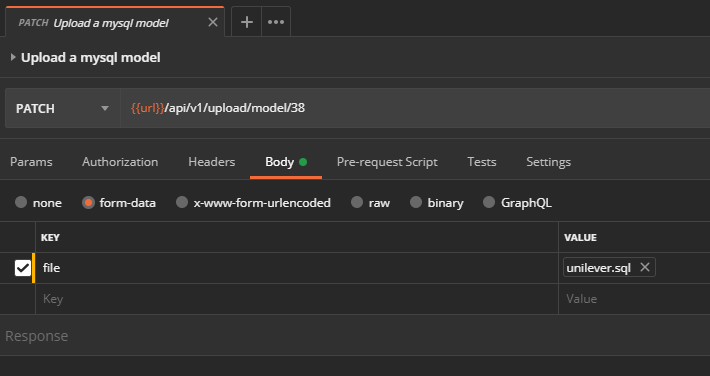 PATCH Upload a mysql model
Upload a mysql model
PATCH {{url}}/api/v1/upload/model/38
Params Authorization Headers Body Pre-request Script Tests Settings
none form-data x-www-form-urlencoded raw binary GraphQL
KEY VALUE
file unilever.sql
Key Value
Response